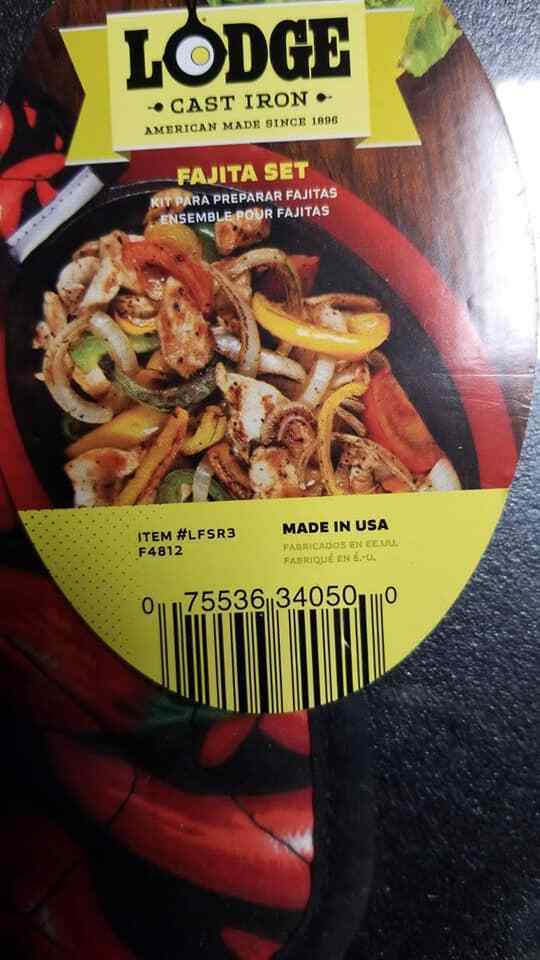 LODGE
CAST IRON
AMERICAN MADE SINCE 1896
FAJITA SET
KIT PARA PREPARAR FAJITAS
ENSEMBLE POUR FAJITAS
ITEM #LFSR3
F4812
MADE IN USA
FABRICADOS EN EE.UU.
FABRIQUÉ EN É.-U.
0 75536 34050 0